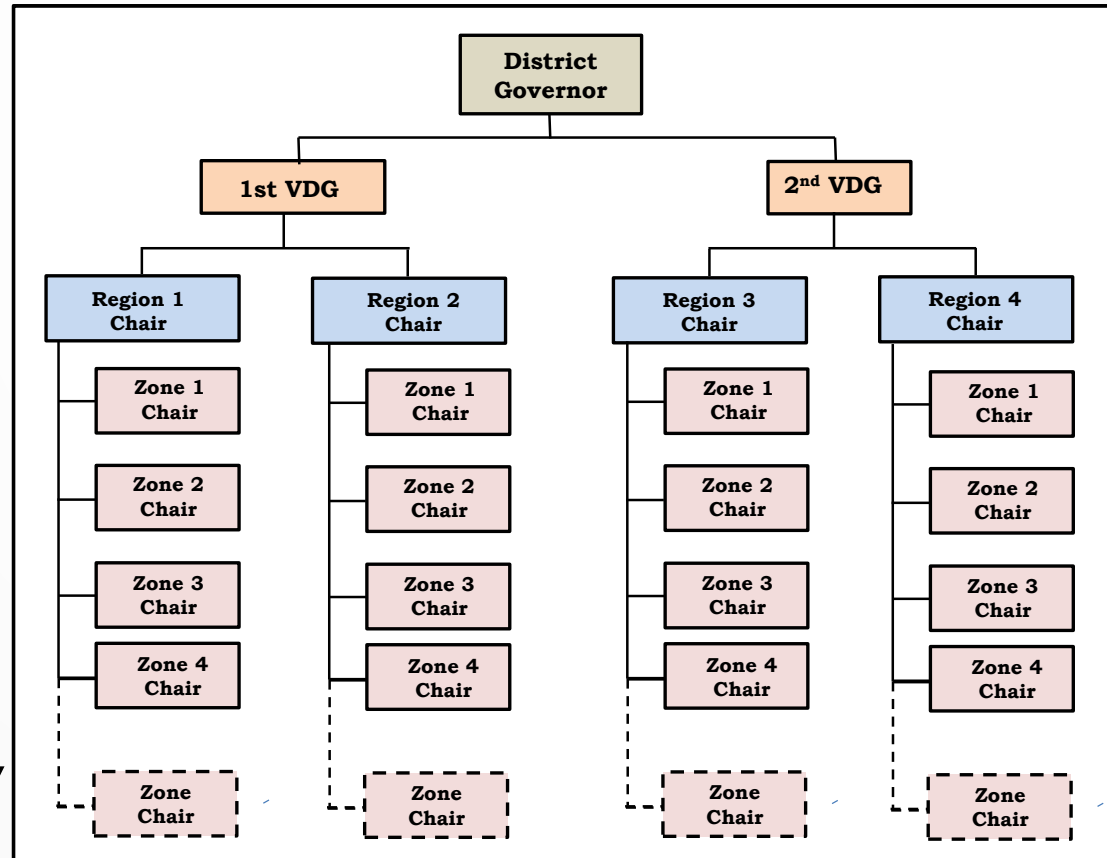 District
Governor
1st VDG
2nd VDG
Region 1
Chair
Region 2
Chair
Region 3
Chair
Region 4
Chair
Zone 1
Chair
Zone 2
Chair
Zone 3
Chair
Zone 4
Chair
Zone
Chair
Zone 1
Chair
Zone 2
Chair
Zone 3
Chair
Zone 4
Chair
Zone
Chair
Zone 1
Chair
Zone 2
Chair
Zone 3
Chair
Zone 4
Chair
Zone
Chair
Zone 1
Chair
Zone 2
Chair
Zone 3
Chair
Zone 4
Chair
Zone
Chair